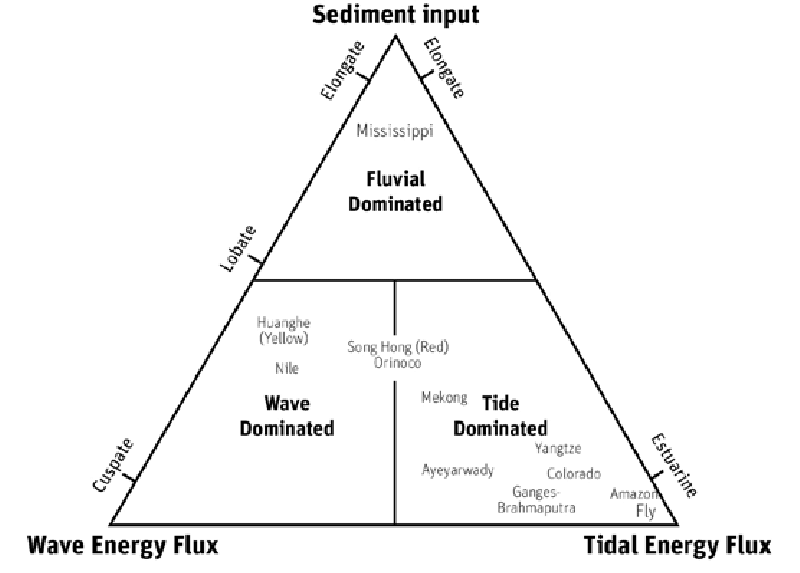 Sediment input
Elongate
Elongate
Mississippi
Fluvial
Dominated
Lobate
Huanghe
(Yellow)
Song Hong (Red)
Orinoco
Nile
Mekong
Wave
Dominated
Tide
Dominated
Yangtze
Cuspate
Ayeyarwady
Colorado
Estuarine
Ganges-
Brahmaputra
Amazon
Fly
Wave Energy Flux
Tidal Energy Flux